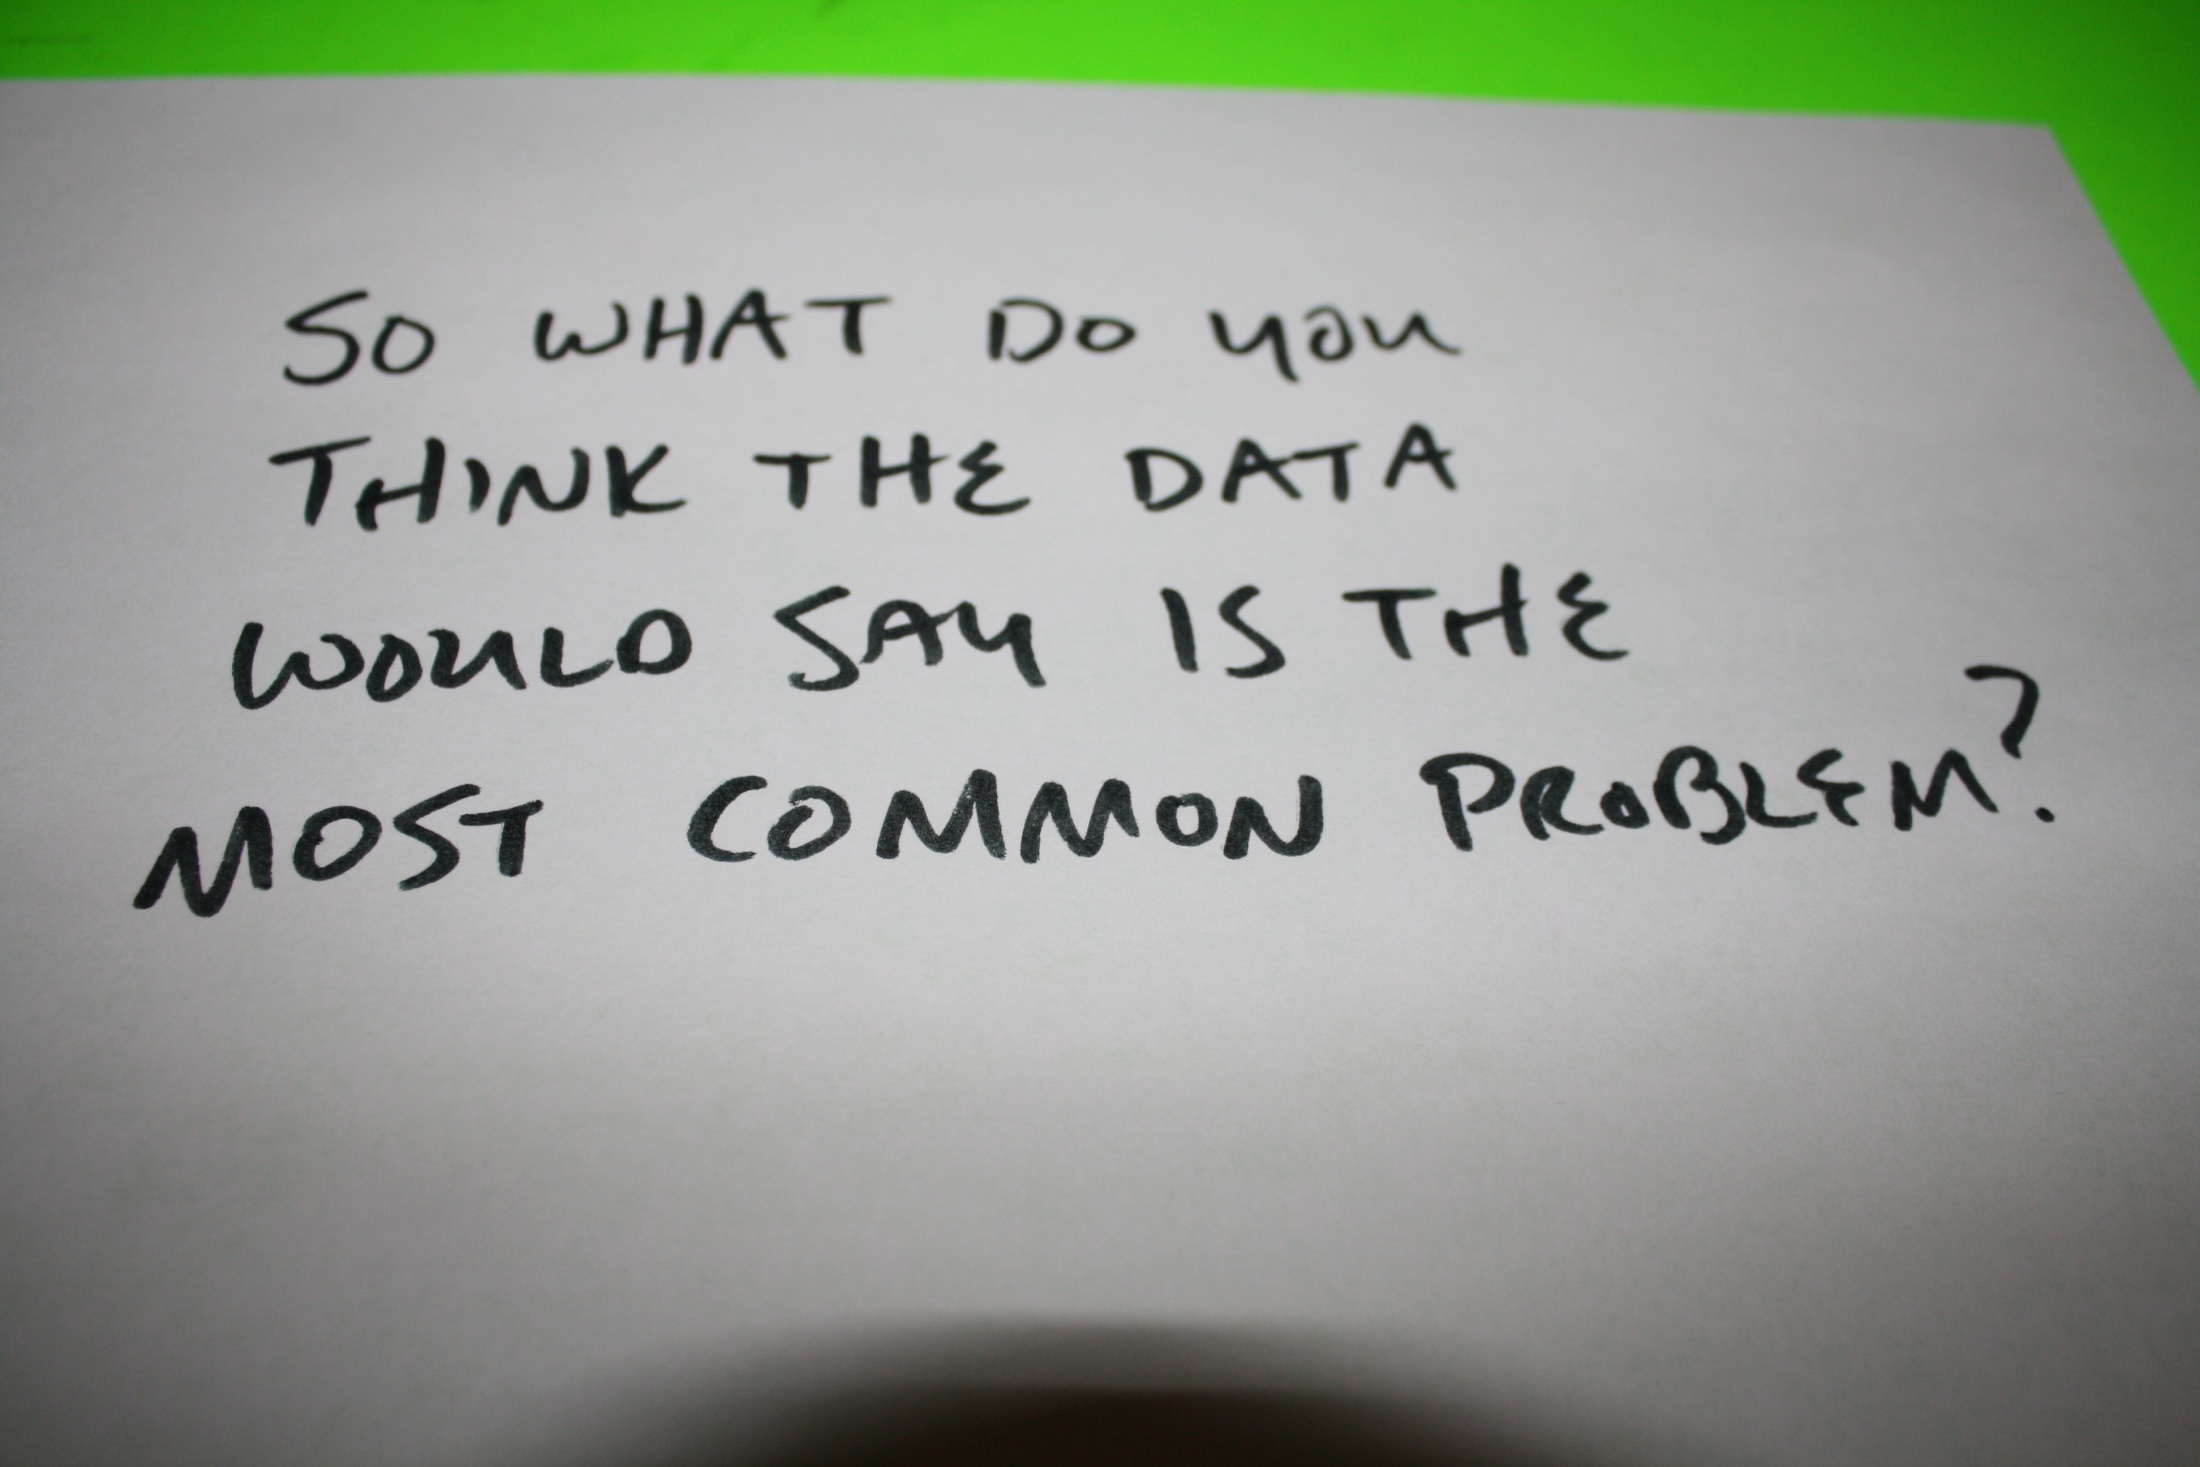 SO WHAT DO YOU
THINK THE DATA
WOULD SAY IS THE
MOST COMMON PROBLEM?